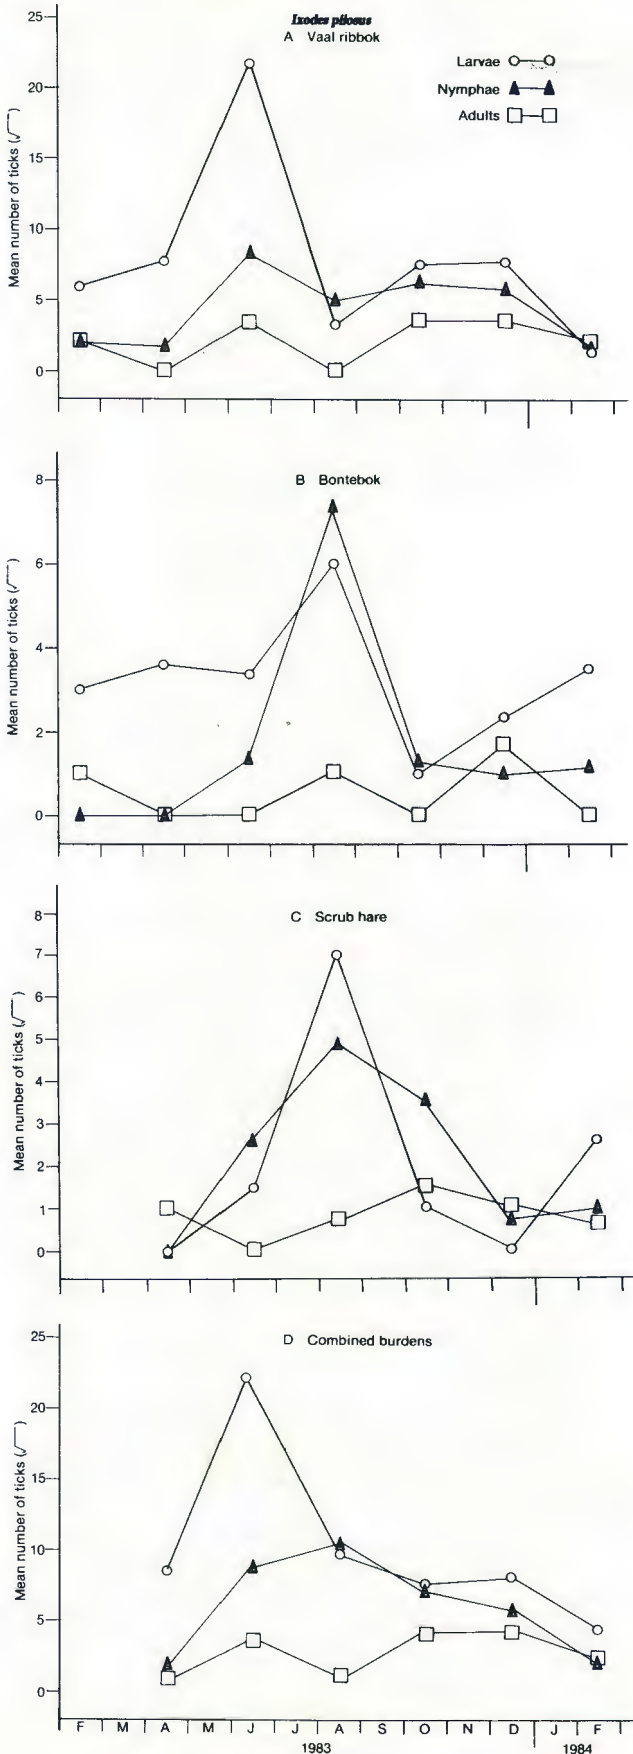 Ixodes pilosus
A Vaal ribbok
Larvae
Nymphae
Adults
Mean number of ticks (√‾)
25
20
15
10
5
0
B Bontebok
Mean number of ticks (√‾)
8
6
4
2
0
C Scrub hare
Mean number of ticks (√‾)
8
7
6
5
4
3
2
1
0
D Combined burdens
Mean number of ticks (√‾)
25
20
15
10
5
0
F M A M J J A S O N D J F
1983 1984